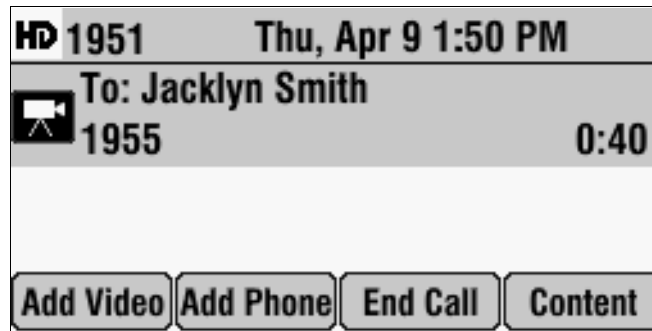 HD 1951 Thu, Apr 9 1:50 PM
To: Jacklyn Smith
1955 0:40
Add Video Add Phone End Call Content